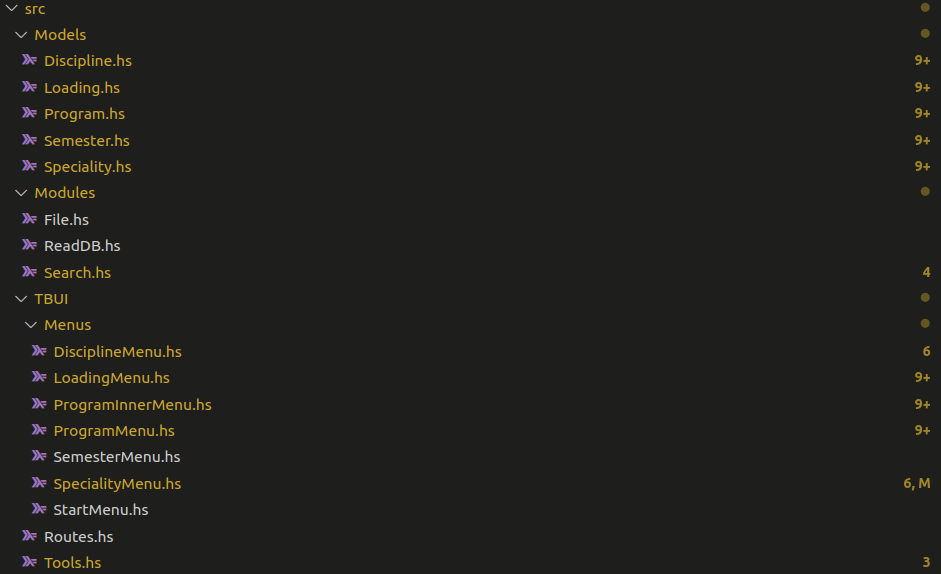 src
Models
Discipline.hs 9+
Loading.hs 9+
Program.hs 9+
Semester.hs 9+
Speciality.hs 9+
Modules
File.hs
ReadDB.hs
Search.hs 4
TBUI
Menus
DisciplineMenu.hs 6
LoadingMenu.hs 9+
ProgramInnerMenu.hs 9+
ProgramMenu.hs 9+
SemesterMenu.hs
SpecialityMenu.hs 6, M
StartMenu.hs
Routes.hs
Tools.hs 3